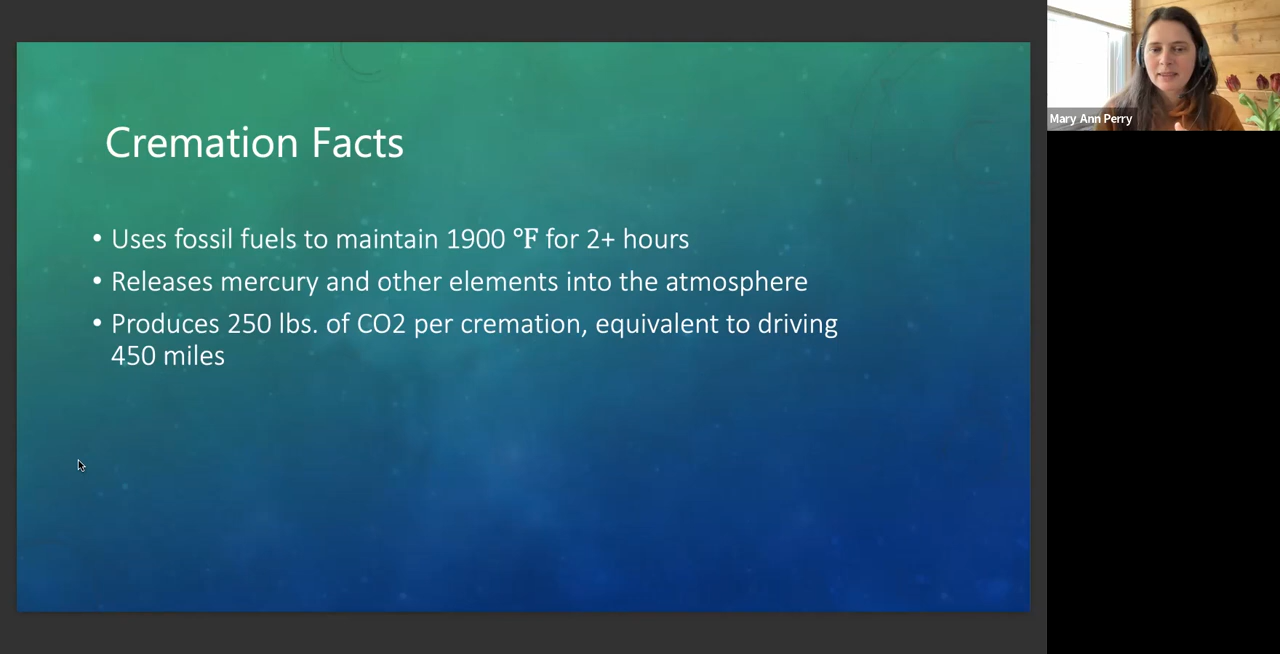 Cremation Facts
• Uses fossil fuels to maintain 1900 °F for 2+ hours
• Releases mercury and other elements into the atmosphere
• Produces 250 lbs. of CO2 per cremation, equivalent to driving
450 miles
Mary Ann Perry